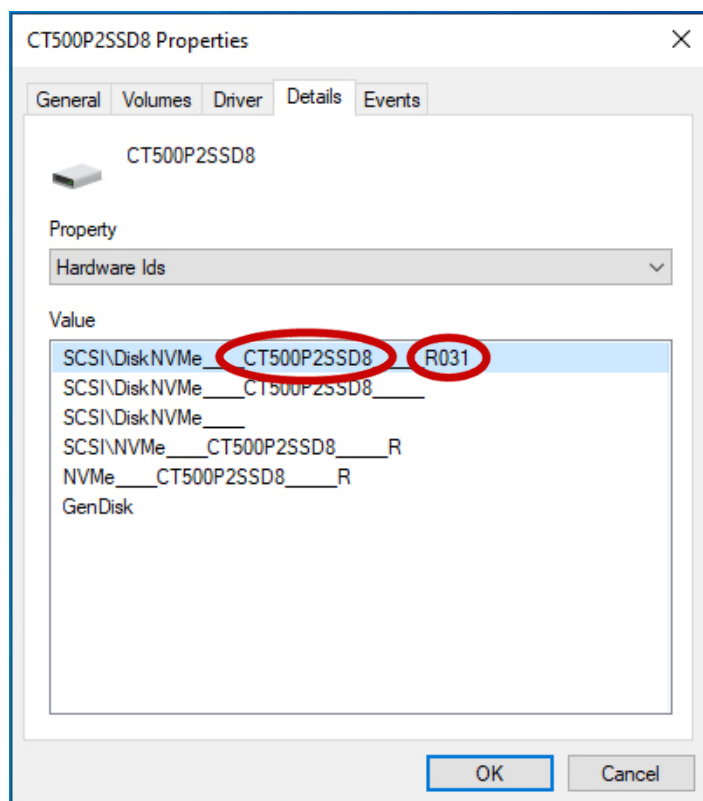 CT500P2SSD8 Properties
General Volumes Driver Details Events
CT500P2SSD8
Property
Hardware Ids
Value
SCSI\DiskNVMe____CT500P2SSD8_____R031
SCSI\DiskNVMe____CT500P2SSD8_____
SCSI\DiskNVMe____
SCSI\NVMe____CT500P2SSD8_____R
NVMe____CT500P2SSD8_____R
GenDisk
OK Cancel